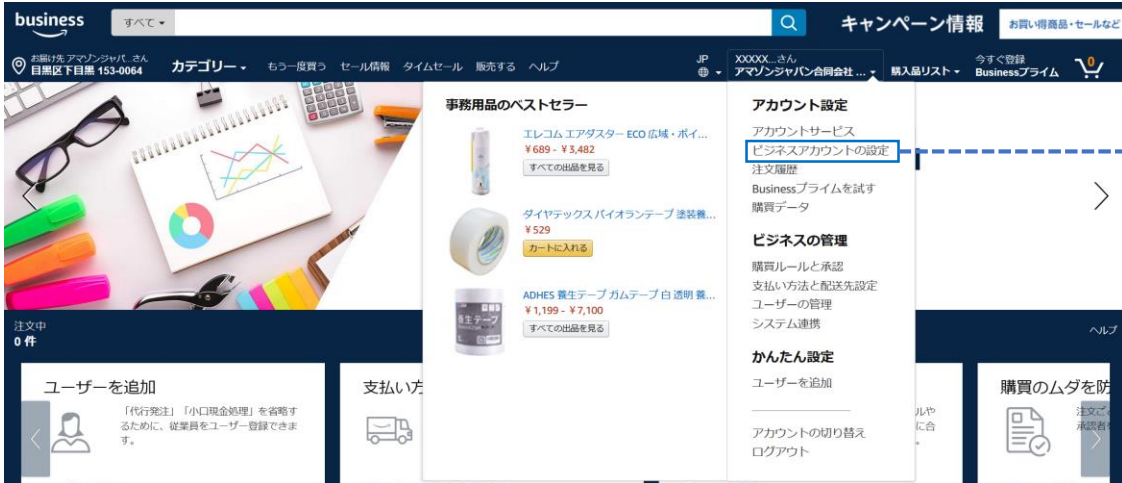 business
すべて
キャンペーン情報
お買い得商品・セールなど
お届け先 アマゾンジャパ...さん
目黒区下目黒 153-0064
カテゴリー
もう一度買う
セール情報
タイムセール
販売する
ヘルプ
JP
XXXXX...さん
アマゾンジャパン合同会社 ...
購入品リスト
今すぐ登録
Businessプライム
0
事務用品のベストセラー
エレコム エアダスター ECO 広域・ボイ...
¥689 - ¥3,482
すべての出品を見る
ダイヤテックス パイオランテープ 塗装養...
¥529
カートに入れる
ADHES 養生テープ ガムテープ 白 透明 養...
¥1,199 - ¥7,100
すべての出品を見る
アカウント設定
アカウントサービス
ビジネスアカウントの設定
注文履歴
Businessプライムを試す
購買データ
ビジネスの管理
購買ルールと承認
支払い方法と配送先設定
ユーザーの管理
システム連携
かんたん設定
ユーザーを追加
アカウントの切り替え
ログアウト
注文中
0 件
ヘルプ
ユーザーを追加
「代行発注」「小口現金処理」を省略す
るために、従業員をユーザー登録できま
す。
支払い方
ルや
に合
購買のムダを防
注文ご
承認者